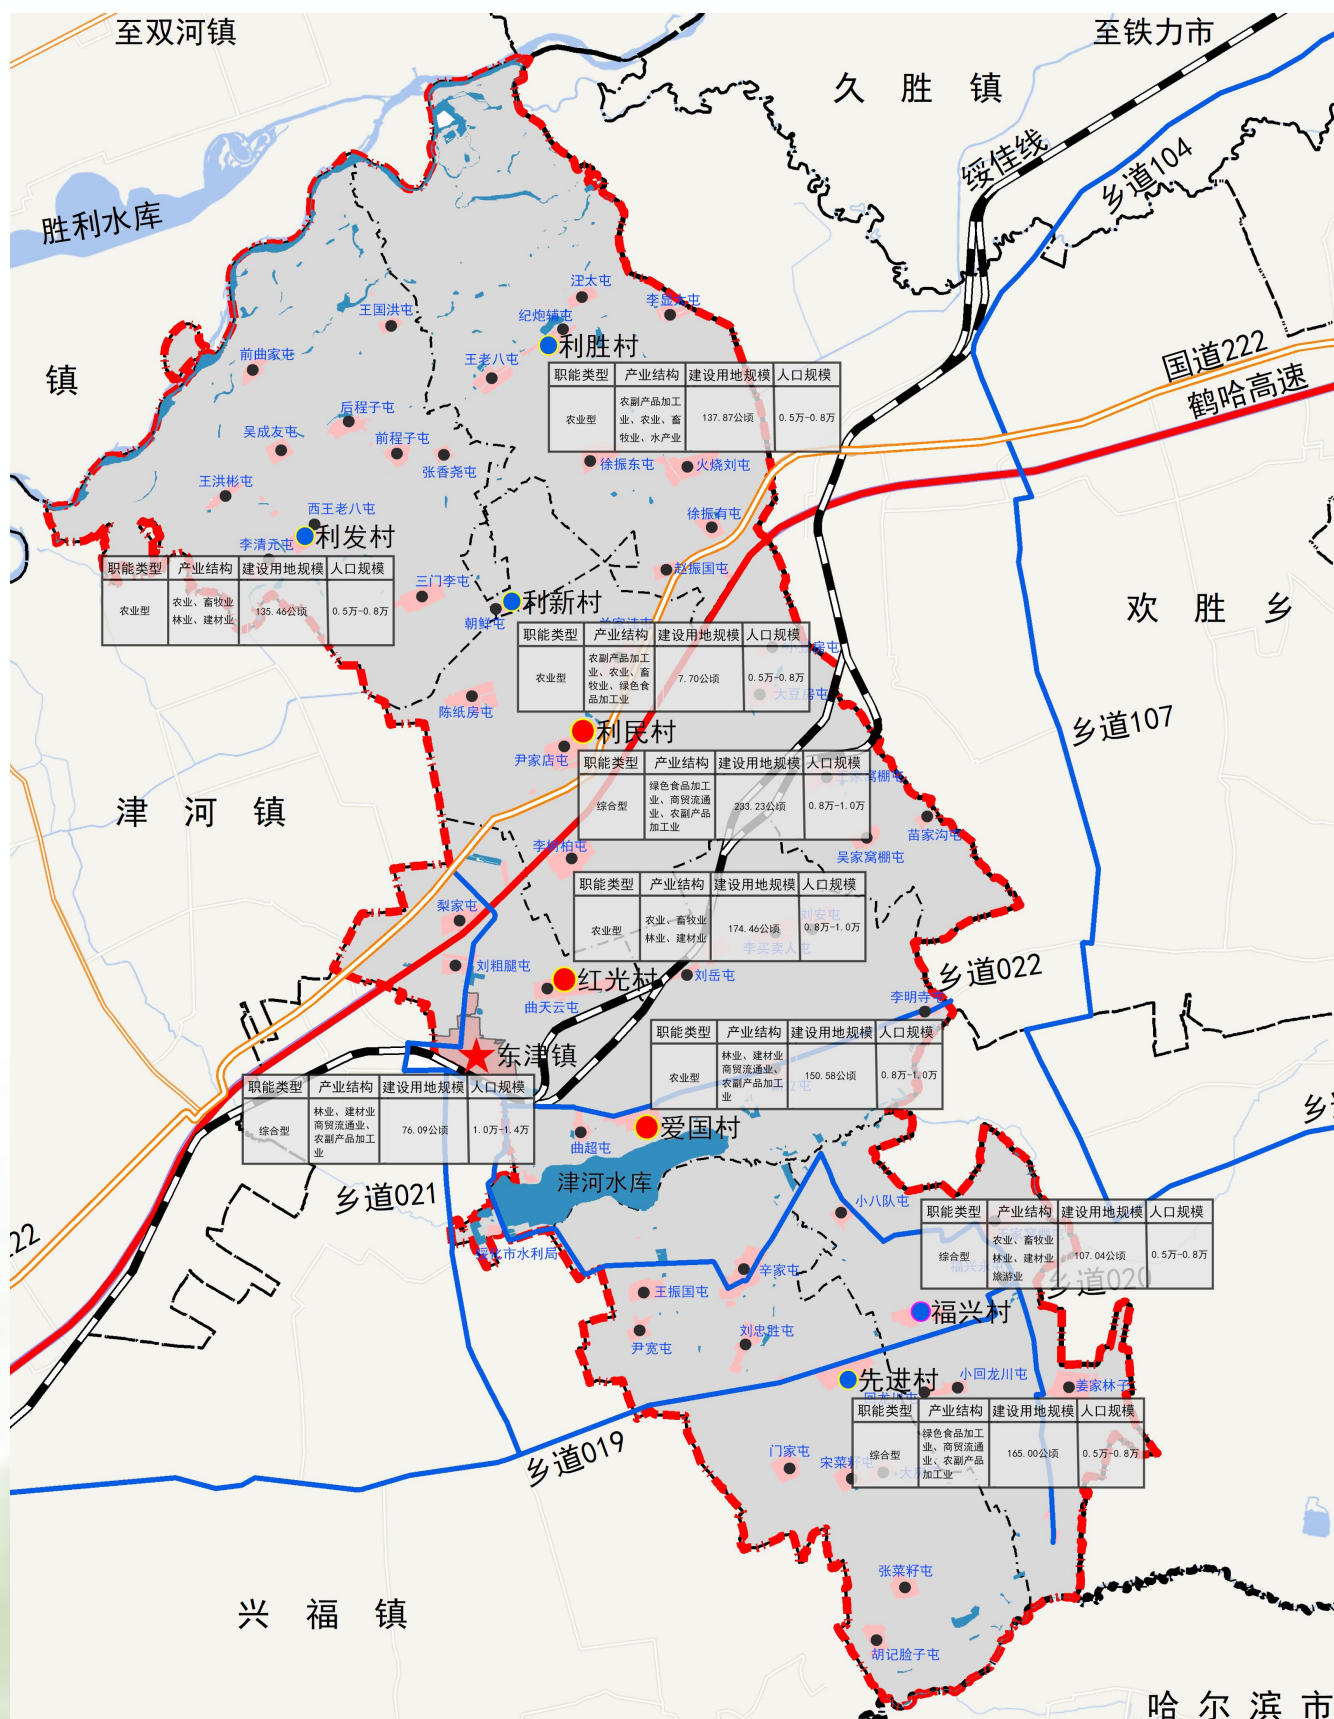 至双河镇
至铁力市
久 胜 镇
绥佳线
乡道104
胜利水库
汪太屯
李显才屯
王国洪屯
纪炮铺屯
利胜村
前曲家屯
王老八屯
国道222
镇
鹤哈高速
职能类型 产业结构 建设用地规模 人口规模
农业型
农副产品加工
业、农业、畜
牧业、水产业
137.87公顷
0.5万-0.8万
后程子屯
吴成友屯
前程子屯
张香尧屯
徐振东屯
火烧刘屯
王洪彬屯
西王老八屯
利发村
李清元屯
徐振有屯
职能类型 产业结构 建设用地规模 人口规模
农业型
农业、畜牧业
林业、建材业
135.46公顷
0.5万-0.8万
赵振国屯
三门李屯
利新村
朝鲜屯
欢 胜 乡
职能类型 产业结构 建设用地规模 人口规模
农业型
农副产品加工
业、农业、畜
牧业、绿色食
品加工业
7.70公顷
0.5万-0.8万
大豆房屯
陈纸房屯
利民村
乡道107
尹家店屯
职能类型 产业结构 建设用地规模 人口规模
综合型
绿色食品加工
业、商贸流通
业、农副产品
加工业
233.23公顷
0.8万-1.0万
津 河 镇
苗家沟屯
李树柏屯
吴家窝棚屯
职能类型 产业结构 建设用地规模 人口规模
农业型
农业、畜牧业
林业、建材业
174.46公顷
0.8万-1.0万
刘安屯
李买卖人屯
梨家屯
刘粗腿屯
红光村
刘岳屯
乡道022
曲天云屯
李明寺屯
东津镇
职能类型 产业结构 建设用地规模 人口规模
农业型
林业、建材业
商贸流通业、
农副产品加工
业
150.58公顷
0.8万-1.0万
职能类型 产业结构 建设用地规模 人口规模
综合型
林业、建材业
商贸流通业、
农副产品加工
业
76.09公顷
1.0万-1.4万
爱国村
曲超屯
津河水库
乡道021
小八队屯
职能类型 产业结构 建设用地规模 人口规模
综合型
农业、畜牧业
林业、建材业
旅游业
107.04公顷
0.5万-0.8万
22
绥化市水利局
辛家屯
乡道020
王振国屯
福兴村
尹宽屯
刘忠胜屯
先进村
小回龙川屯
姜家林子
职能类型 产业结构 建设用地规模 人口规模
综合型
绿色食品加工
业、商贸流通
业、农副产品
加工业
165.00公顷
0.5万-0.8万
乡道019
门家屯
宋菜籽屯
张菜籽屯
兴 福 镇
胡记脸子屯
哈 尔 滨 市